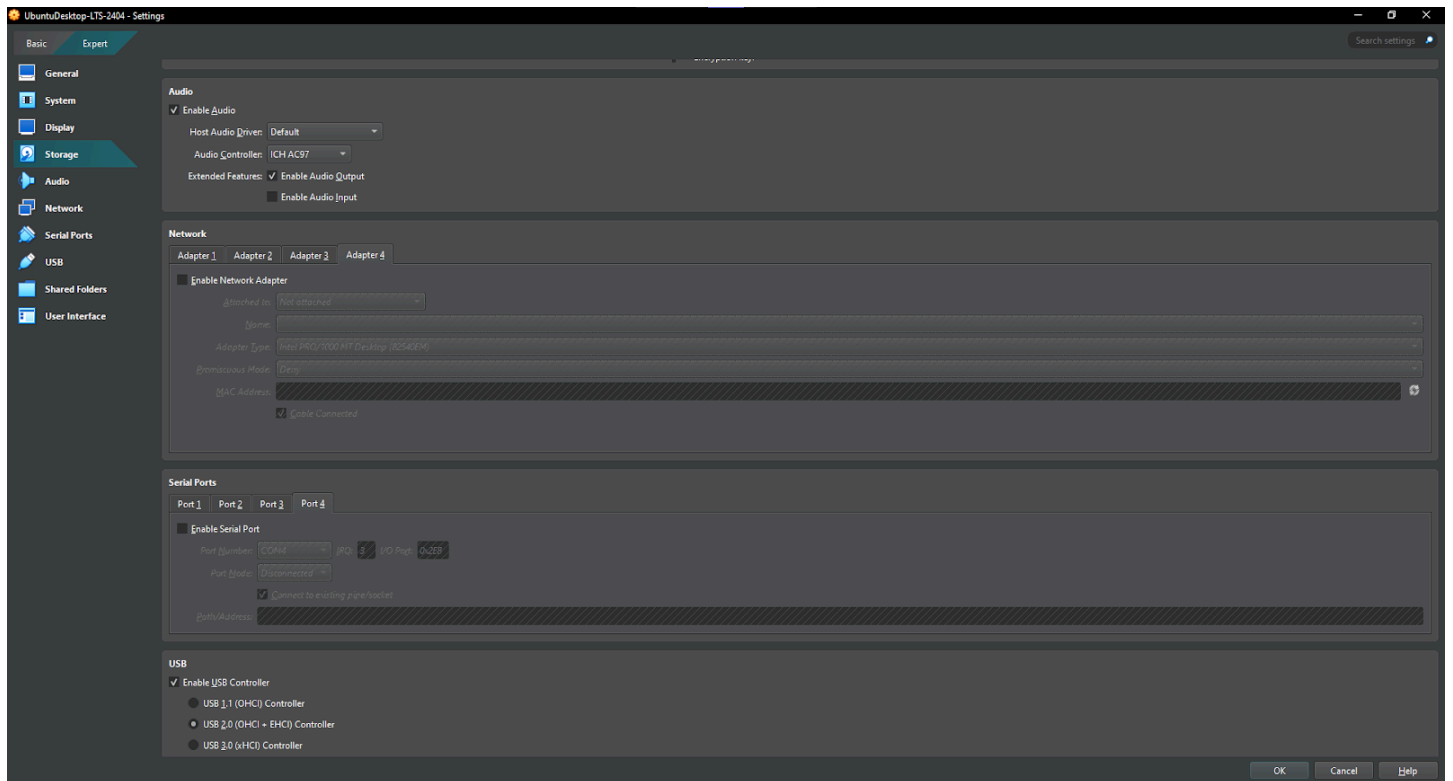 UbuntuDesktop-LTS-2404 - Settings
Basic
Expert
Search settings
General
System
Display
Storage
Audio
Network
Serial Ports
USB
Shared Folders
User Interface
Audio
Enable Audio
Host Audio Driver: Default
Audio Controller: ICH AC97
Extended Features: Enable Audio Output
Enable Audio Input
Network
Adapter 1 Adapter 2 Adapter 3 Adapter 4
Enable Network Adapter
Attached to: Not attached
Name:
Adapter Type: Intel PRO/1000 MT Desktop (82540EM)
Promiscuous Mode: Deny
MAC Address:
Cable Connected
Serial Ports
Port 1 Port 2 Port 3 Port 4
Enable Serial Port
Port Number: COM4 IRQ: I/O Port: 0x2E8
Port Mode: Disconnected
Connect to existing pipe/socket
Path/Address:
USB
Enable USB Controller
USB 1.1 (OHCI) Controller
USB 2.0 (OHCI + EHCI) Controller
USB 3.0 (xHCI) Controller
OK Cancel Help